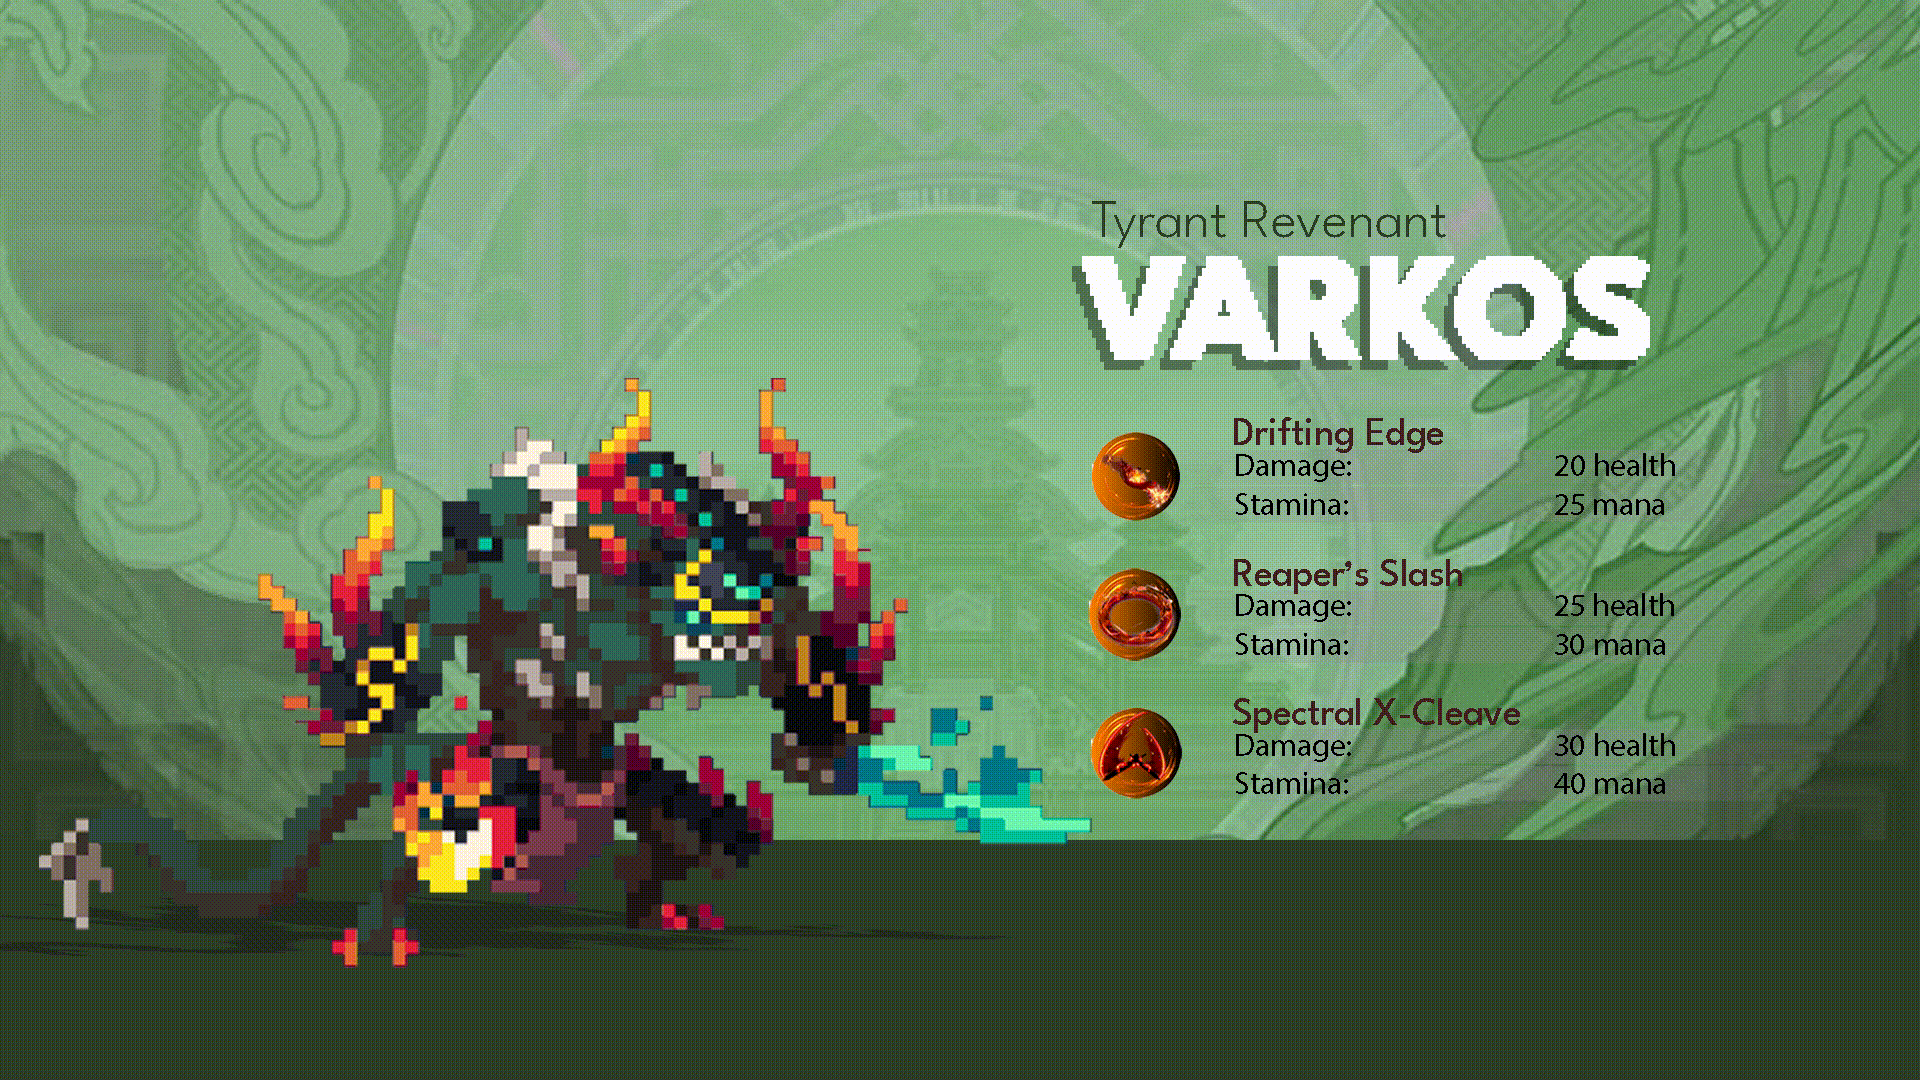 Tyrant Revenant
VARKOS
Drifting Edge
Damage: 20 health
Stamina: 25 mana
Reaper's Slash
Damage: 25 health
Stamina: 30 mana
Spectral X-Cleave
Damage: 30 health
Stamina: 40 mana